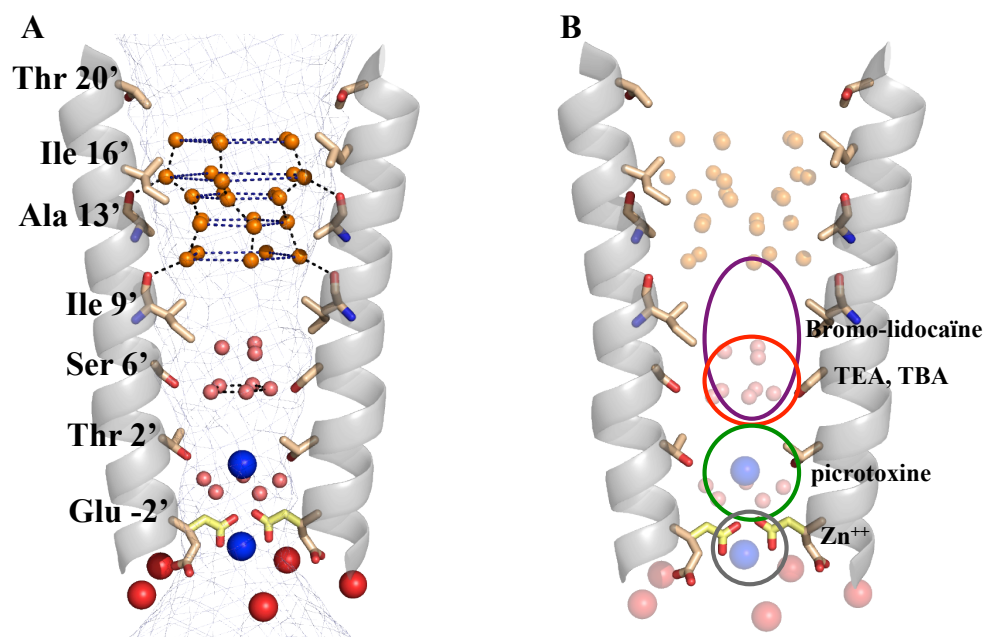 A
Thr 20’
Ile 16’
Ala 13’
Ile 9’
Ser 6’
Thr 2’
Glu -2’
B
Bromo-lidocaïne
TEA, TBA
picrotoxine
Zn⁺⁺